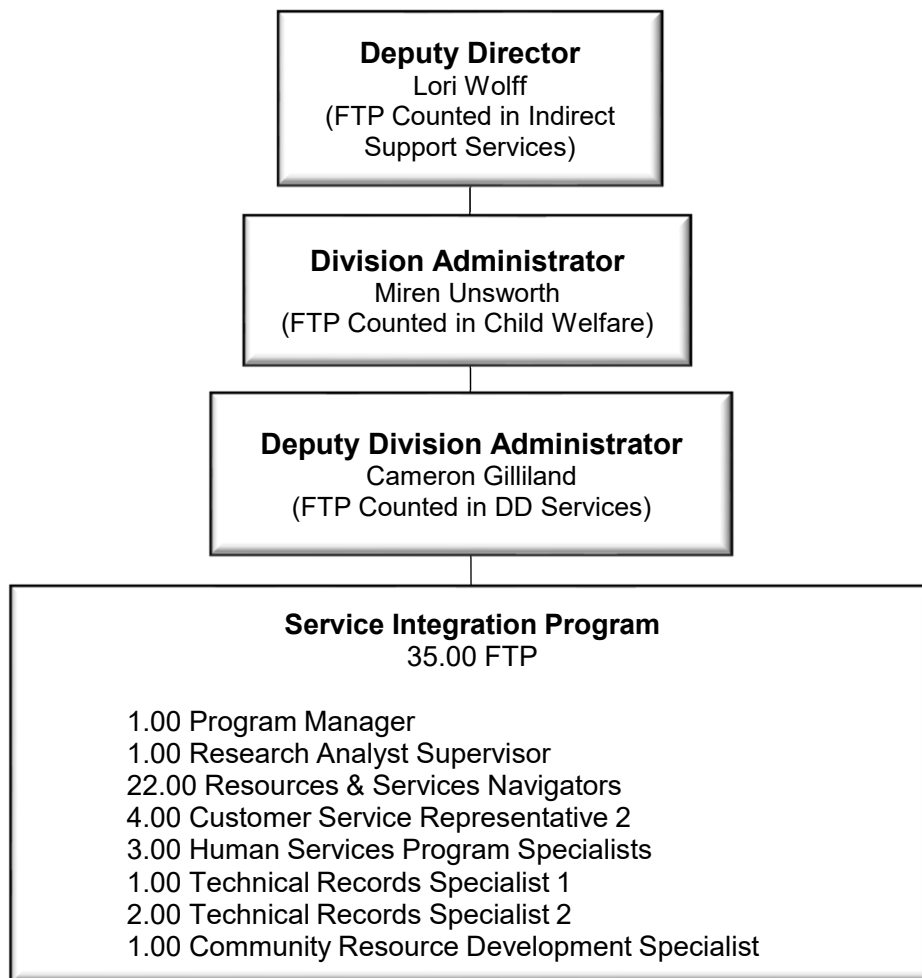 Deputy Director
Lori Wolff
(FTP Counted in Indirect
Support Services)
Division Administrator
Miren Unsworth
(FTP Counted in Child Welfare)
Deputy Division Administrator
Cameron Gilliland
(FTP Counted in DD Services)
Service Integration Program
35.00 FTP
1.00 Program Manager
1.00 Research Analyst Supervisor
22.00 Resources & Services Navigators
4.00 Customer Service Representative 2
3.00 Human Services Program Specialists
1.00 Technical Records Specialist 1
2.00 Technical Records Specialist 2
1.00 Community Resource Development Specialist